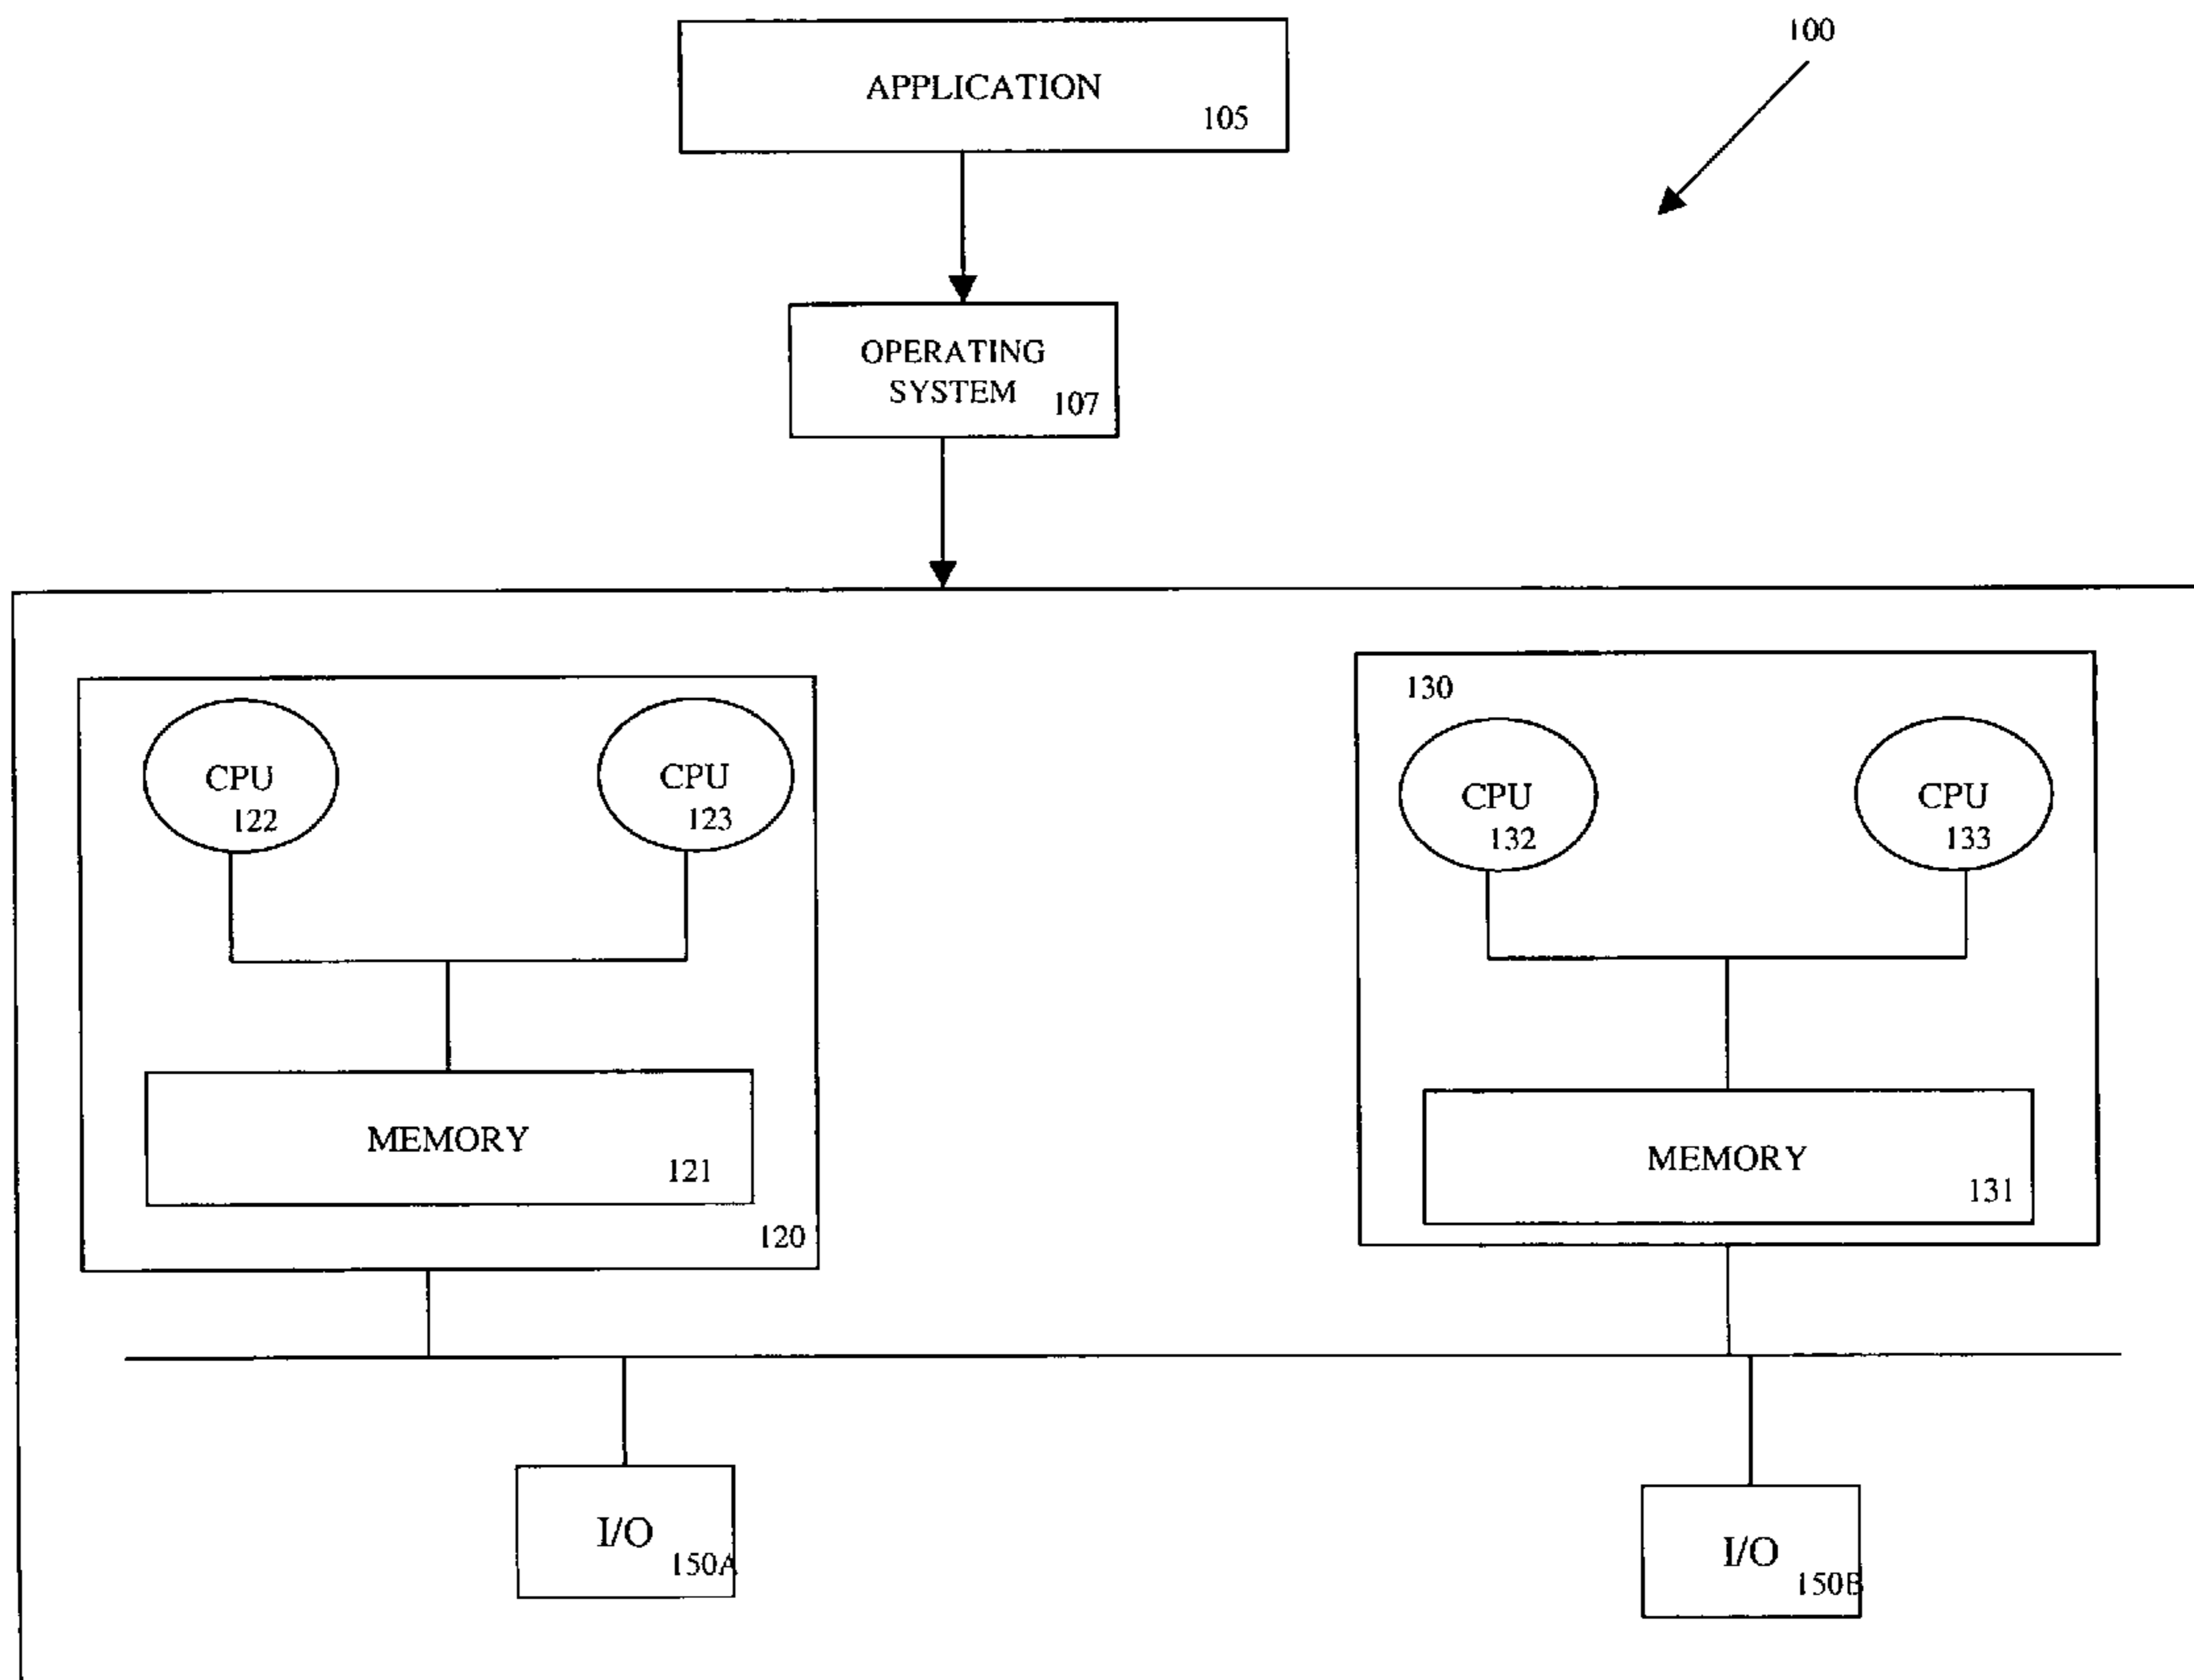 100
APPLICATION
105
OPERATING
SYSTEM
107
130
CPU
122
CPU
123
CPU
132
CPU
133
MEMORY
121
MEMORY
131
120
I/O
150A
I/O
150B